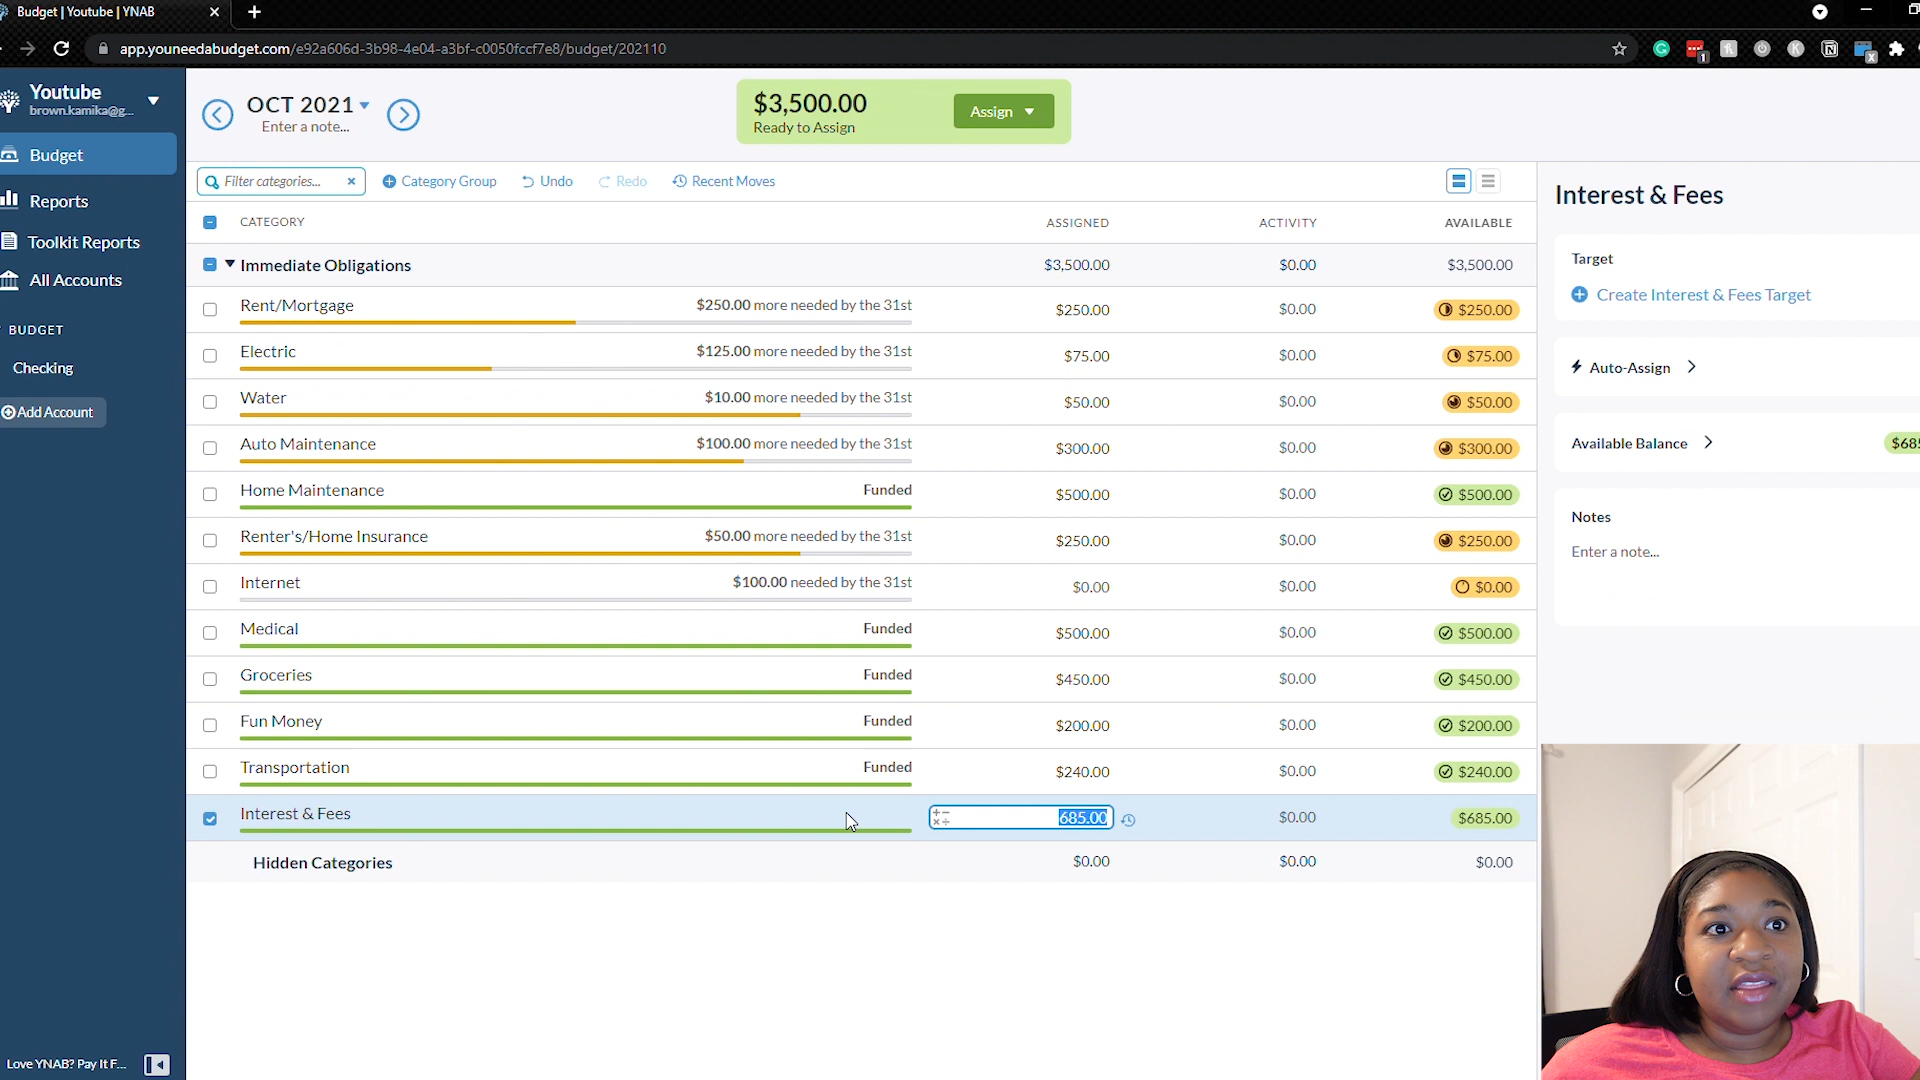 Budget | Youtube | YNAB
app.youneedabudget.com/e92a606d-3b98-4e04-a3bf-c0050fccf7e8/budget/202110
Youtube
brown.kamika@g...
Budget
Reports
Toolkit Reports
All Accounts
BUDGET
Checking
Add Account
Love YNAB? Pay It F...
OCT 2021
Enter a note...
$3,500.00
Ready to Assign
Assign
Filter categories...
Category Group
Undo
Redo
Recent Moves
CATEGORY ASSIGNED ACTIVITY AVAILABLE
Immediate Obligations $3,500.00 $0.00 $3,500.00
Rent/Mortgage $250.00 more needed by the 31st $250.00 $0.00 $250.00
Electric $125.00 more needed by the 31st $75.00 $0.00 $75.00
Water $10.00 more needed by the 31st $50.00 $0.00 $50.00
Auto Maintenance $100.00 more needed by the 31st $300.00 $0.00 $300.00
Home Maintenance Funded $500.00 $0.00 $500.00
Renter's/Home Insurance $50.00 more needed by the 31st $250.00 $0.00 $250.00
Internet $100.00 needed by the 31st $0.00 $0.00 $0.00
Medical Funded $500.00 $0.00 $500.00
Groceries Funded $450.00 $0.00 $450.00
Fun Money Funded $200.00 $0.00 $200.00
Transportation Funded $240.00 $0.00 $240.00
Interest & Fees 685.00 $0.00 $685.00
Hidden Categories $0.00 $0.00 $0.00
Interest & Fees
Target
Create Interest & Fees Target
Auto-Assign
Available Balance $685
Notes
Enter a note...